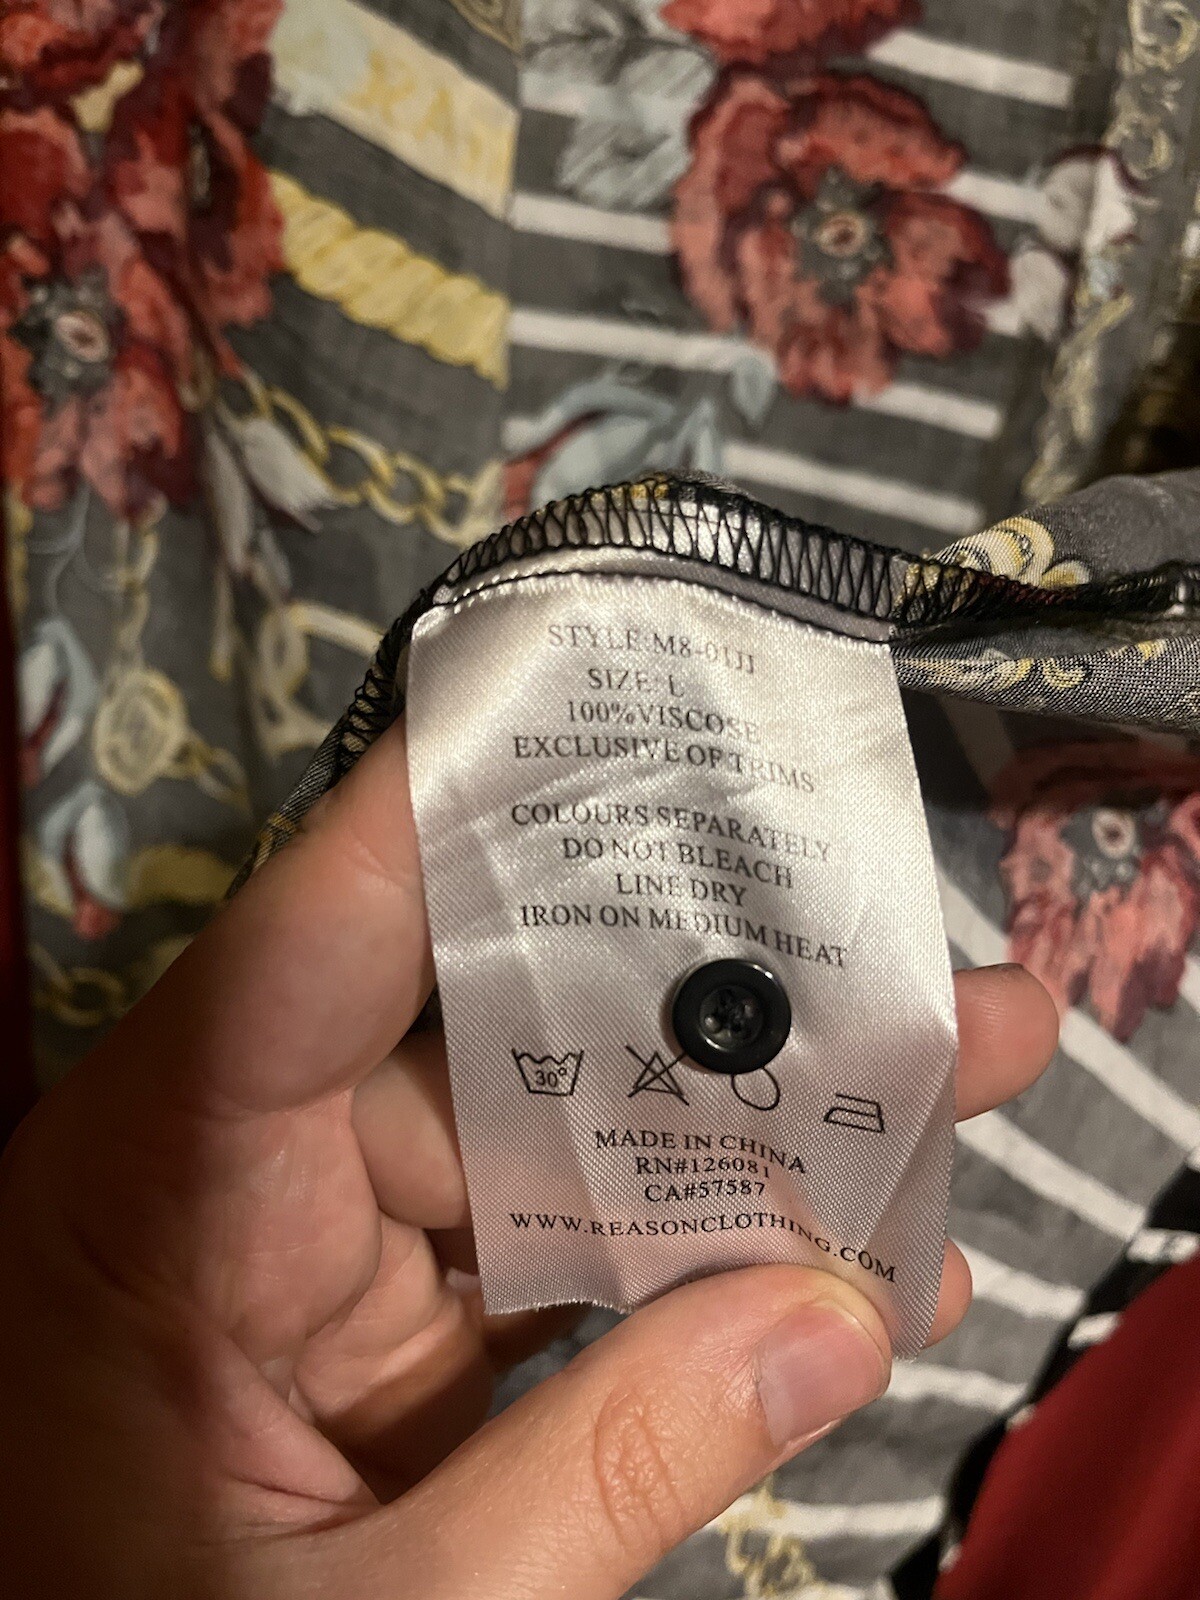 STYLE:M8-01JJ
SIZE: L
100%VISCOSE
EXCLUSIVE OF TRIMS
COLOURS SEPARATELY
DO NOT BLEACH
LINE DRY
IRON ON MEDIUM HEAT
30°
MADE IN CHINA
RN#126081
CA#57587
WWW.REASONCLOTHING.COM